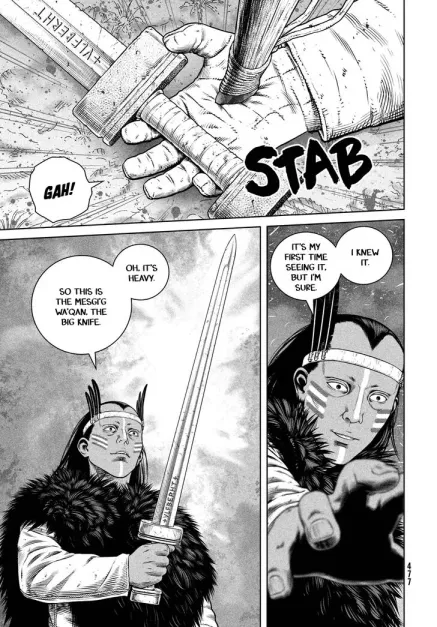 +VLFBERHT
GAH!
STAB
I KNEW
IT.
IT'S MY
FIRST TIME
SEEING IT,
BUT I'M
SURE.
OH, IT'S
HEAVY.
SO THIS IS
THE MESGI'G
WA'QAN. THE
BIG KNIFE.
+VLFBERHT
477